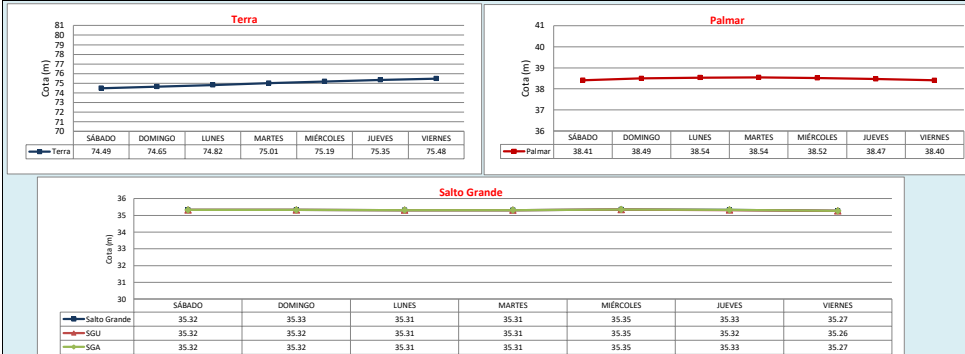 Terra
81
80
79
78
77
76
75
74
73
72
71
70
Cota (m)
SÁBADO DOMINGO LUNES MARTES MIÉRCOLES JUEVES VIERNES
Terra 74.49 74.65 74.82 75.01 75.19 75.35 75.48
Palmar
41
40
39
38
37
36
Cota (m)
SÁBADO DOMINGO LUNES MARTES MIÉRCOLES JUEVES VIERNES
Palmar 38.41 38.49 38.54 38.54 38.52 38.47 38.40
Salto Grande
36
35
34
33
32
31
30
Cota (m)
SÁBADO DOMINGO LUNES MARTES MIÉRCOLES JUEVES VIERNES
Salto Grande 35.32 35.33 35.31 35.31 35.35 35.33 35.27
SGU 35.32 35.32 35.31 35.31 35.35 35.32 35.26
SGA 35.32 35.32 35.31 35.31 35.35 35.33 35.27